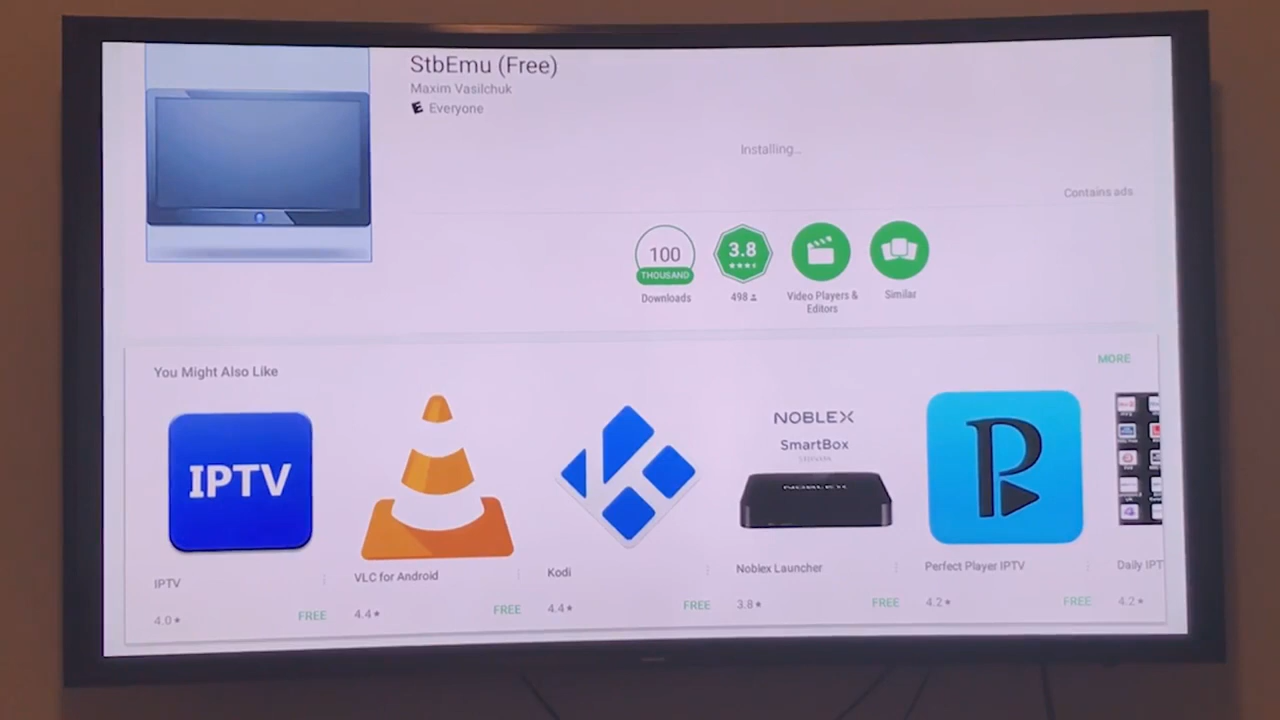 StbEmu (Free)
Maxim Vasilchuk
E Everyone
Installing...
Contains ads
100
THOUSAND
Downloads
3.8
498
Video Players &
Editors
Similar
You Might Also Like
MORE
IPTV
IPTV
4.0★
FREE
VLC for Android
4.4★
FREE
Kodi
4.4★
FREE
NOBLEX
SmartBox
NOBLEX
Noblex Launcher
3.8★
FREE
Perfect Player IPTV
4.2★
FREE
Daily IPT
4.2★